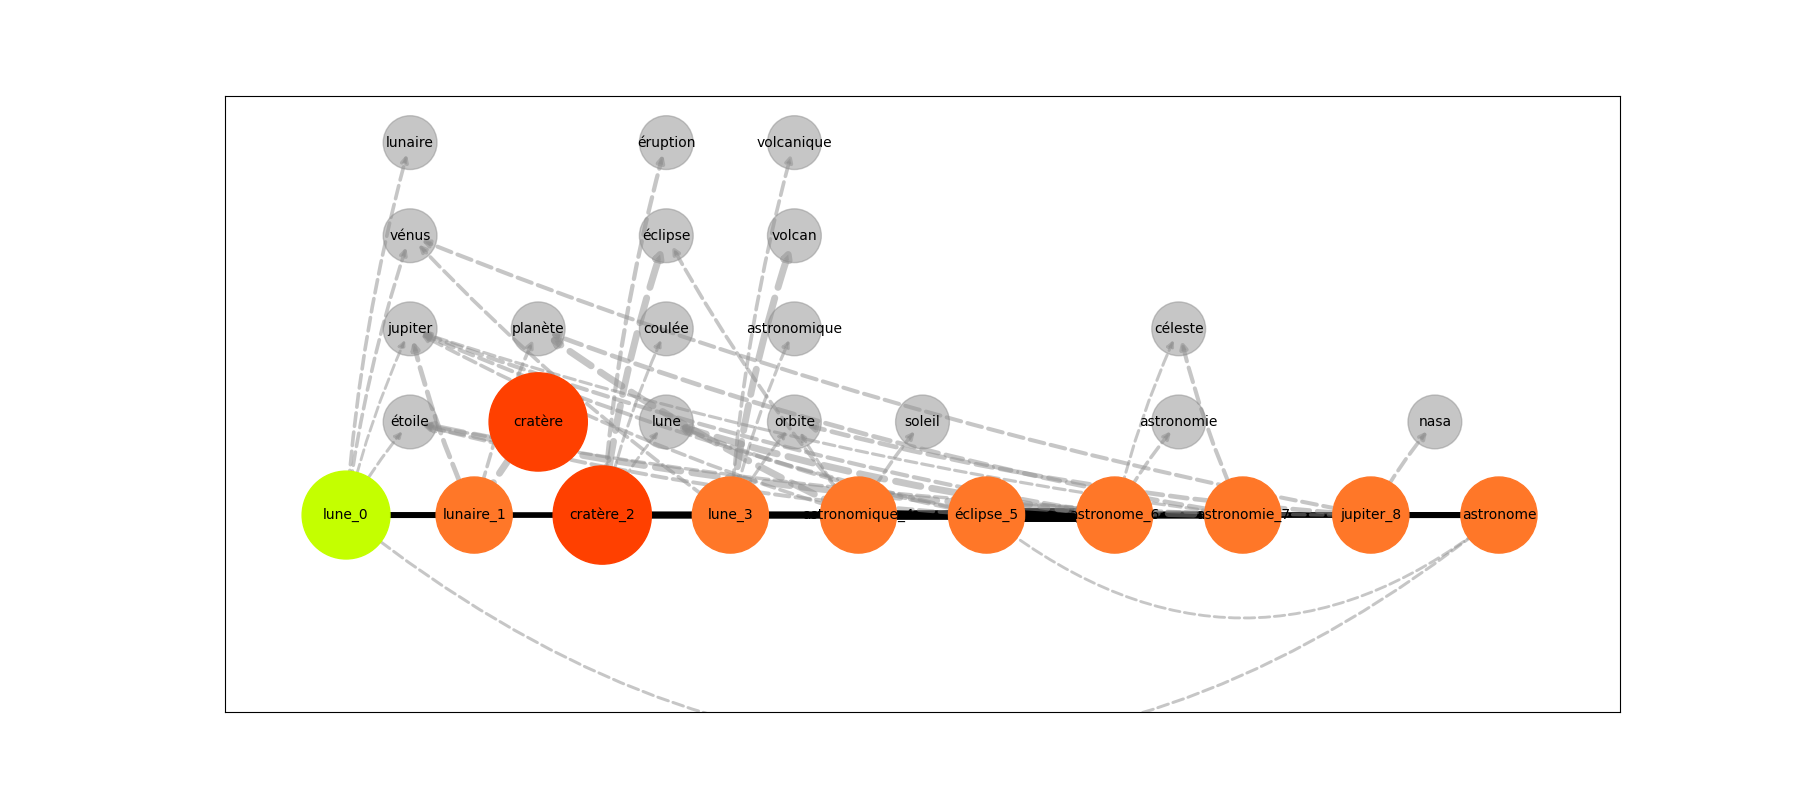 lunaire éruption volcanique
vénus éclipse volcan
jupiter planète coulée astronomique céleste
étoile cratère lune orbite soleil astronomie nasa
lune_0 lunaire_1 cratère_2 lune_3 astronomique_4 éclipse_5 astronome_6 astronomie_7 jupiter_8 astronome